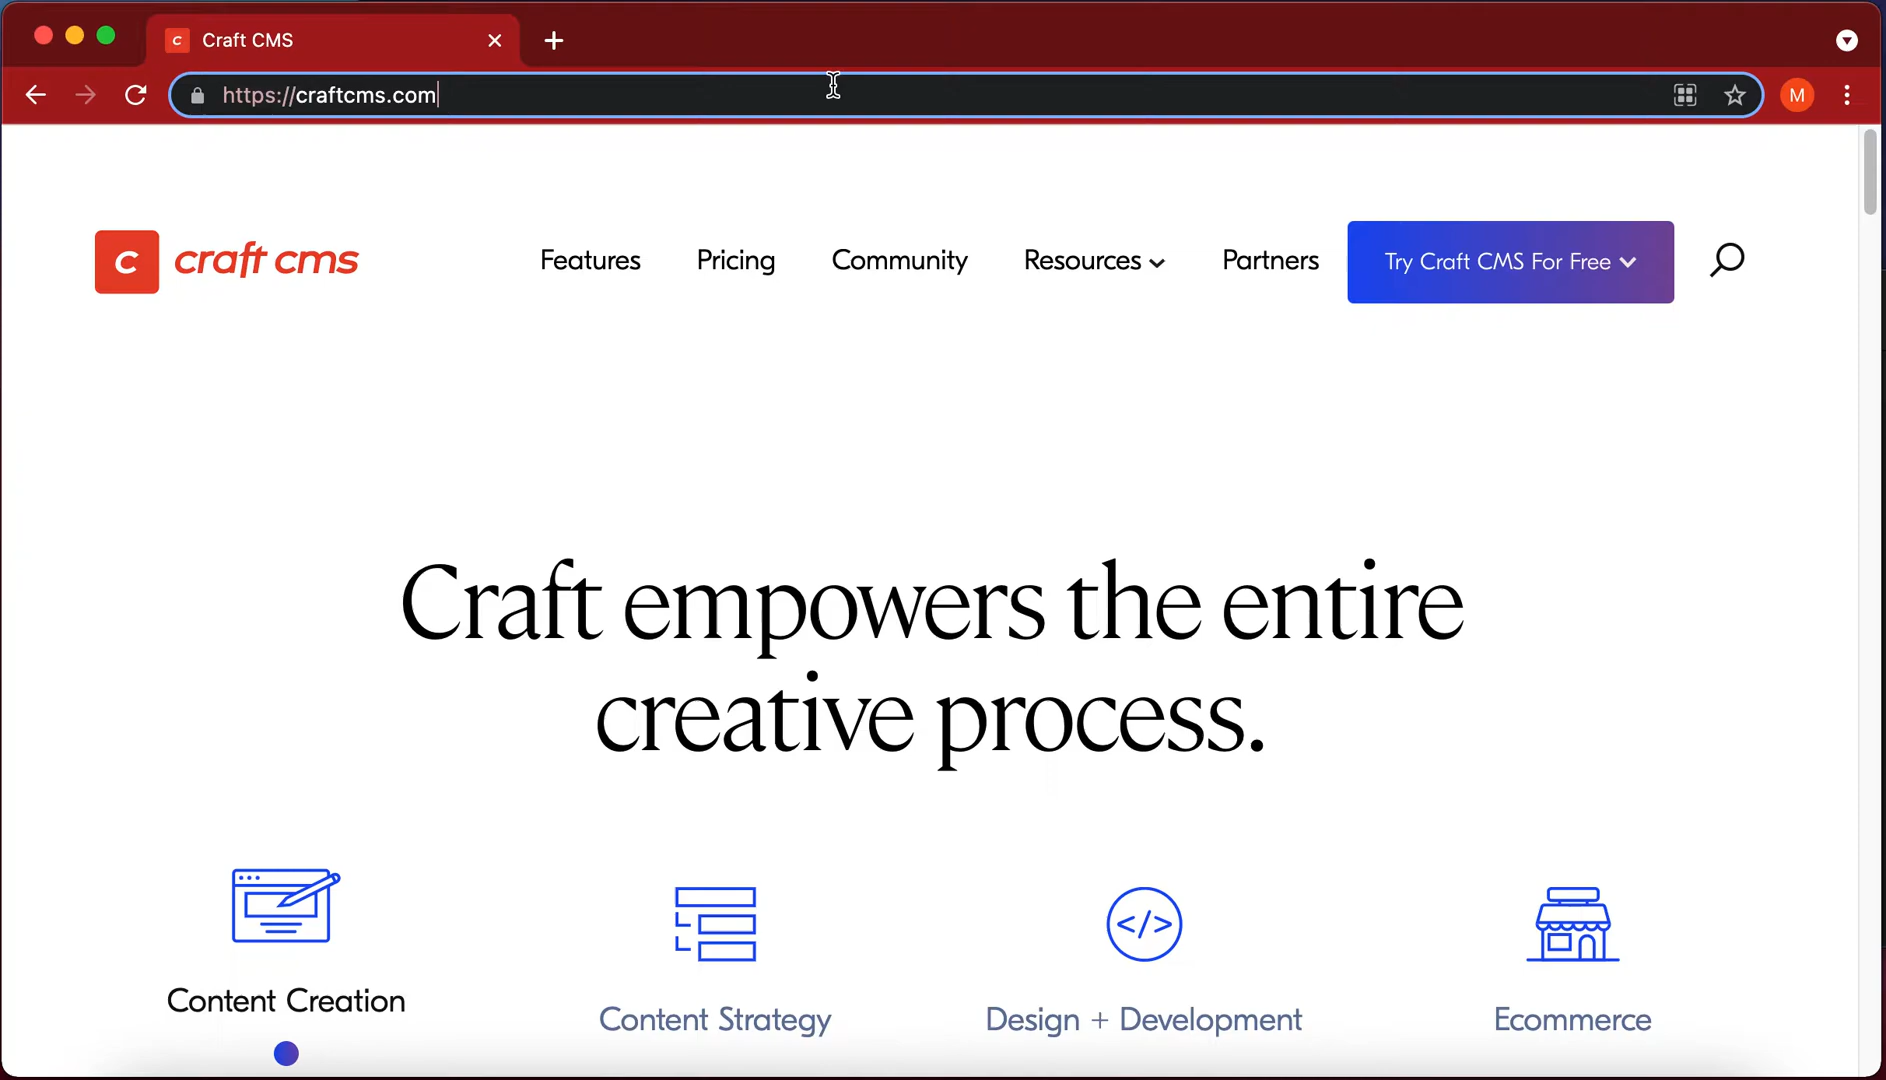 c Craft CMS
https://craftcms.com
M
c craft cms
Features Pricing Community Resources Partners Try Craft CMS For Free
Craft empowers the entire
creative process.
</>
Content Creation
Content Strategy
Design + Development
Ecommerce